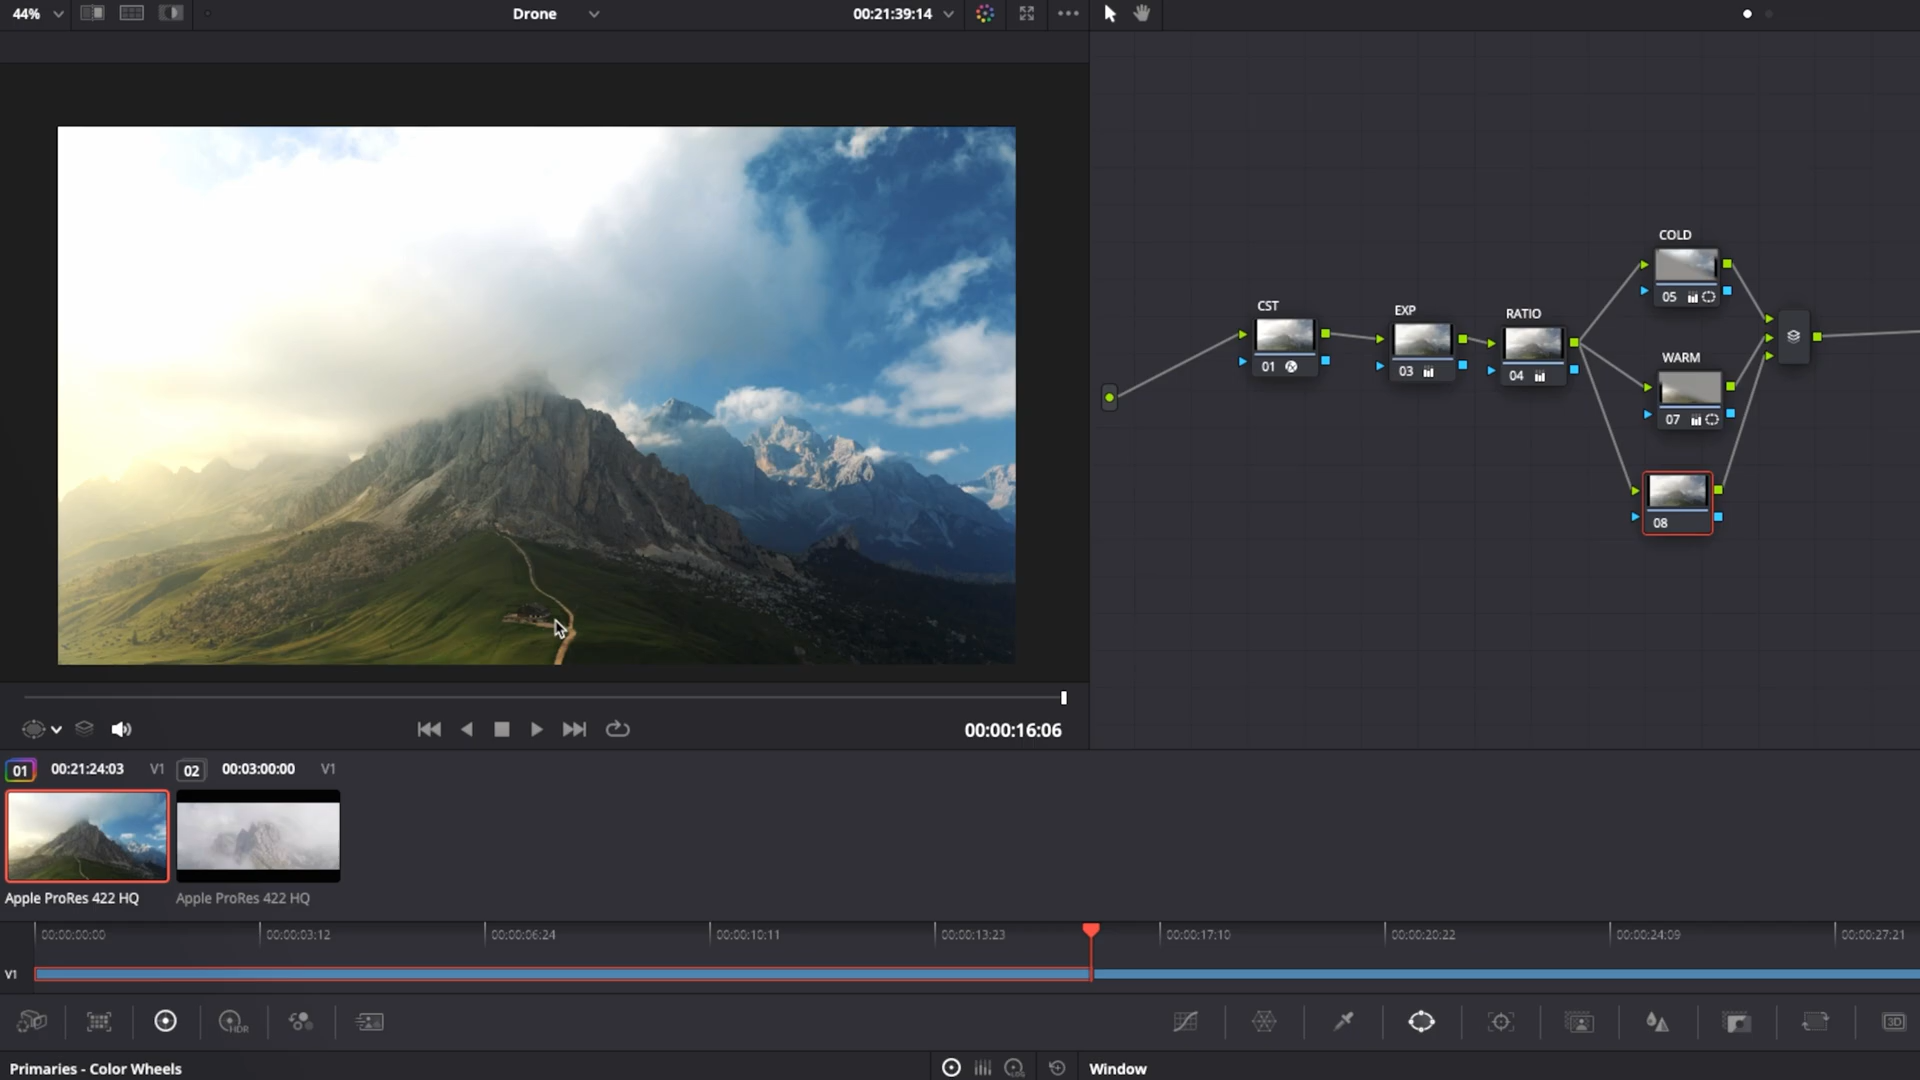 44%
Drone
00:21:39:14
COLD
05
CST
01
EXP
03
RATIO
04
WARM
07
08
00:00:16:06
01 00:21:24:03 V1 02 00:03:00:00 V1
Apple ProRes 422 HQ Apple ProRes 422 HQ
00:00:00:00 00:00:03:12 00:00:06:24 00:00:10:11 00:00:13:23 00:00:17:10 00:00:20:22 00:00:24:09 00:00:27:21
V1
HDR
3D
Primaries - Color Wheels
LOG
Window